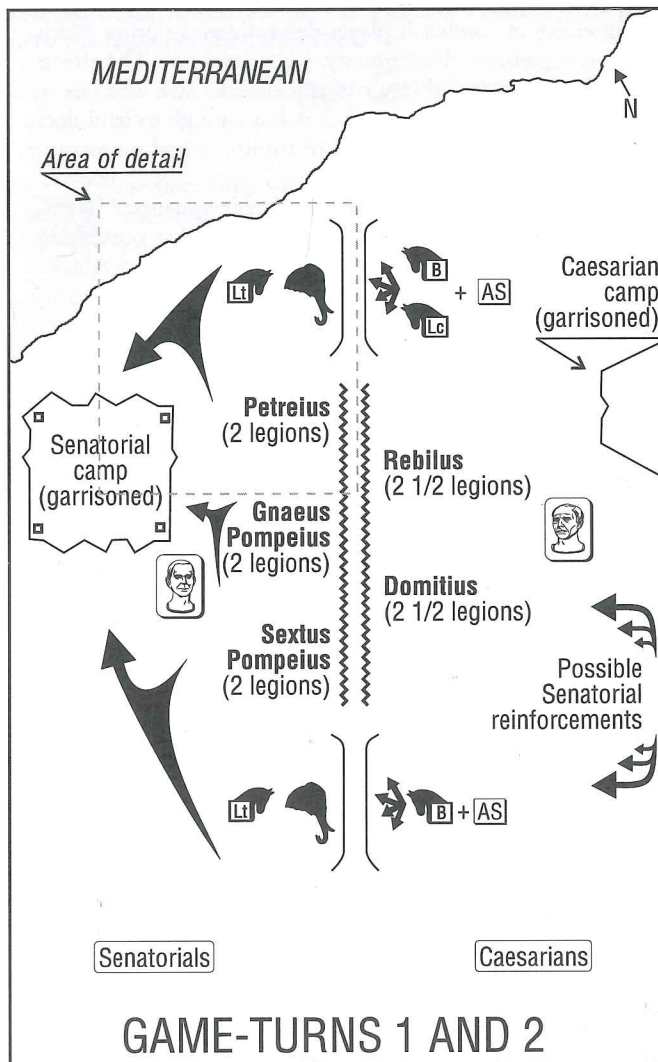 MEDITERRANEAN
N
Area of detail
Lt
B
+ AS
Lc
Caesarian
camp
(garrisoned)
Petreius
(2 legions)
Senatorial
camp
(garrisoned)
Rebilus
(2 1/2 legions)
Gnaeus
Pompeius
(2 legions)
Domitius
(2 1/2 legions)
Sextus
Pompeius
(2 legions)
Possible
Senatorial
reinforcements
Lt
B + AS
Senatorials
Caesarians
GAME-TURNS 1 AND 2